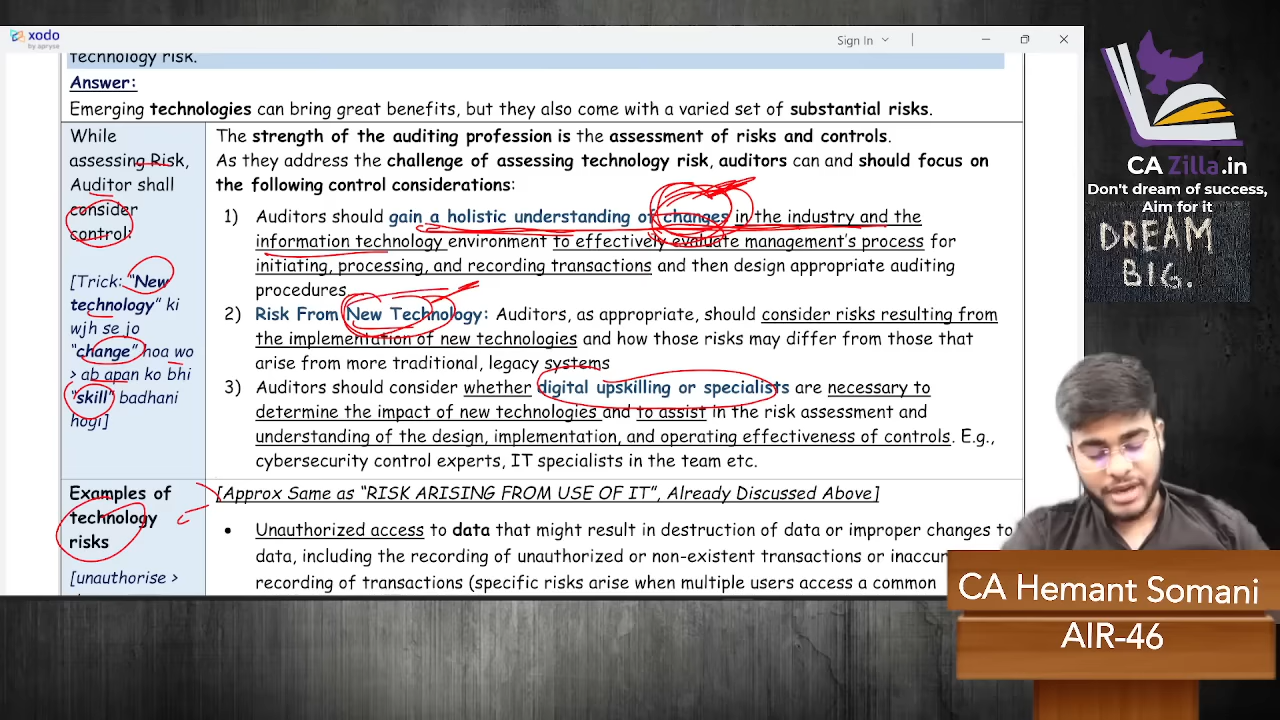 xodo
by apryse
Sign In
technology risk.
Answer:
Emerging technologies can bring great benefits, but they also come with a varied set of substantial risks.
While
assessing Risk,
Auditor shall
consider
control:
[Trick: "New
technology" ki
wjh se jo
"change" hoa wo
> ab apan ko bhi
"skill" badhani
hogi]
The strength of the auditing profession is the assessment of risks and controls.
As they address the challenge of assessing technology risk, auditors can and should focus on
the following control considerations:
1) Auditors should gain a holistic understanding of changes in the industry and the
information technology environment to effectively evaluate management's process for
initiating, processing, and recording transactions and then design appropriate auditing
procedures
2) Risk From New Technology: Auditors, as appropriate, should consider risks resulting from
the implementation of new technologies and how those risks may differ from those that
arise from more traditional, legacy systems
3) Auditors should consider whether digital upskilling or specialists are necessary to
determine the impact of new technologies and to assist in the risk assessment and
understanding of the design, implementation, and operating effectiveness of controls. E.g.,
cybersecurity control experts, IT specialists in the team etc.
Examples of
technology
risks
[unauthorise >
[Approx Same as "RISK ARISING FROM USE OF IT", Already Discussed Above]
• Unauthorized access to data that might result in destruction of data or improper changes to
data, including the recording of unauthorized or non-existent transactions or
recording of transactions (specific risks arise when multiple users access a common
CA Zilla.in
Don't dream of success,
Aim for it
DREAM
BIG.
CA Hemant Somani
AIR-46